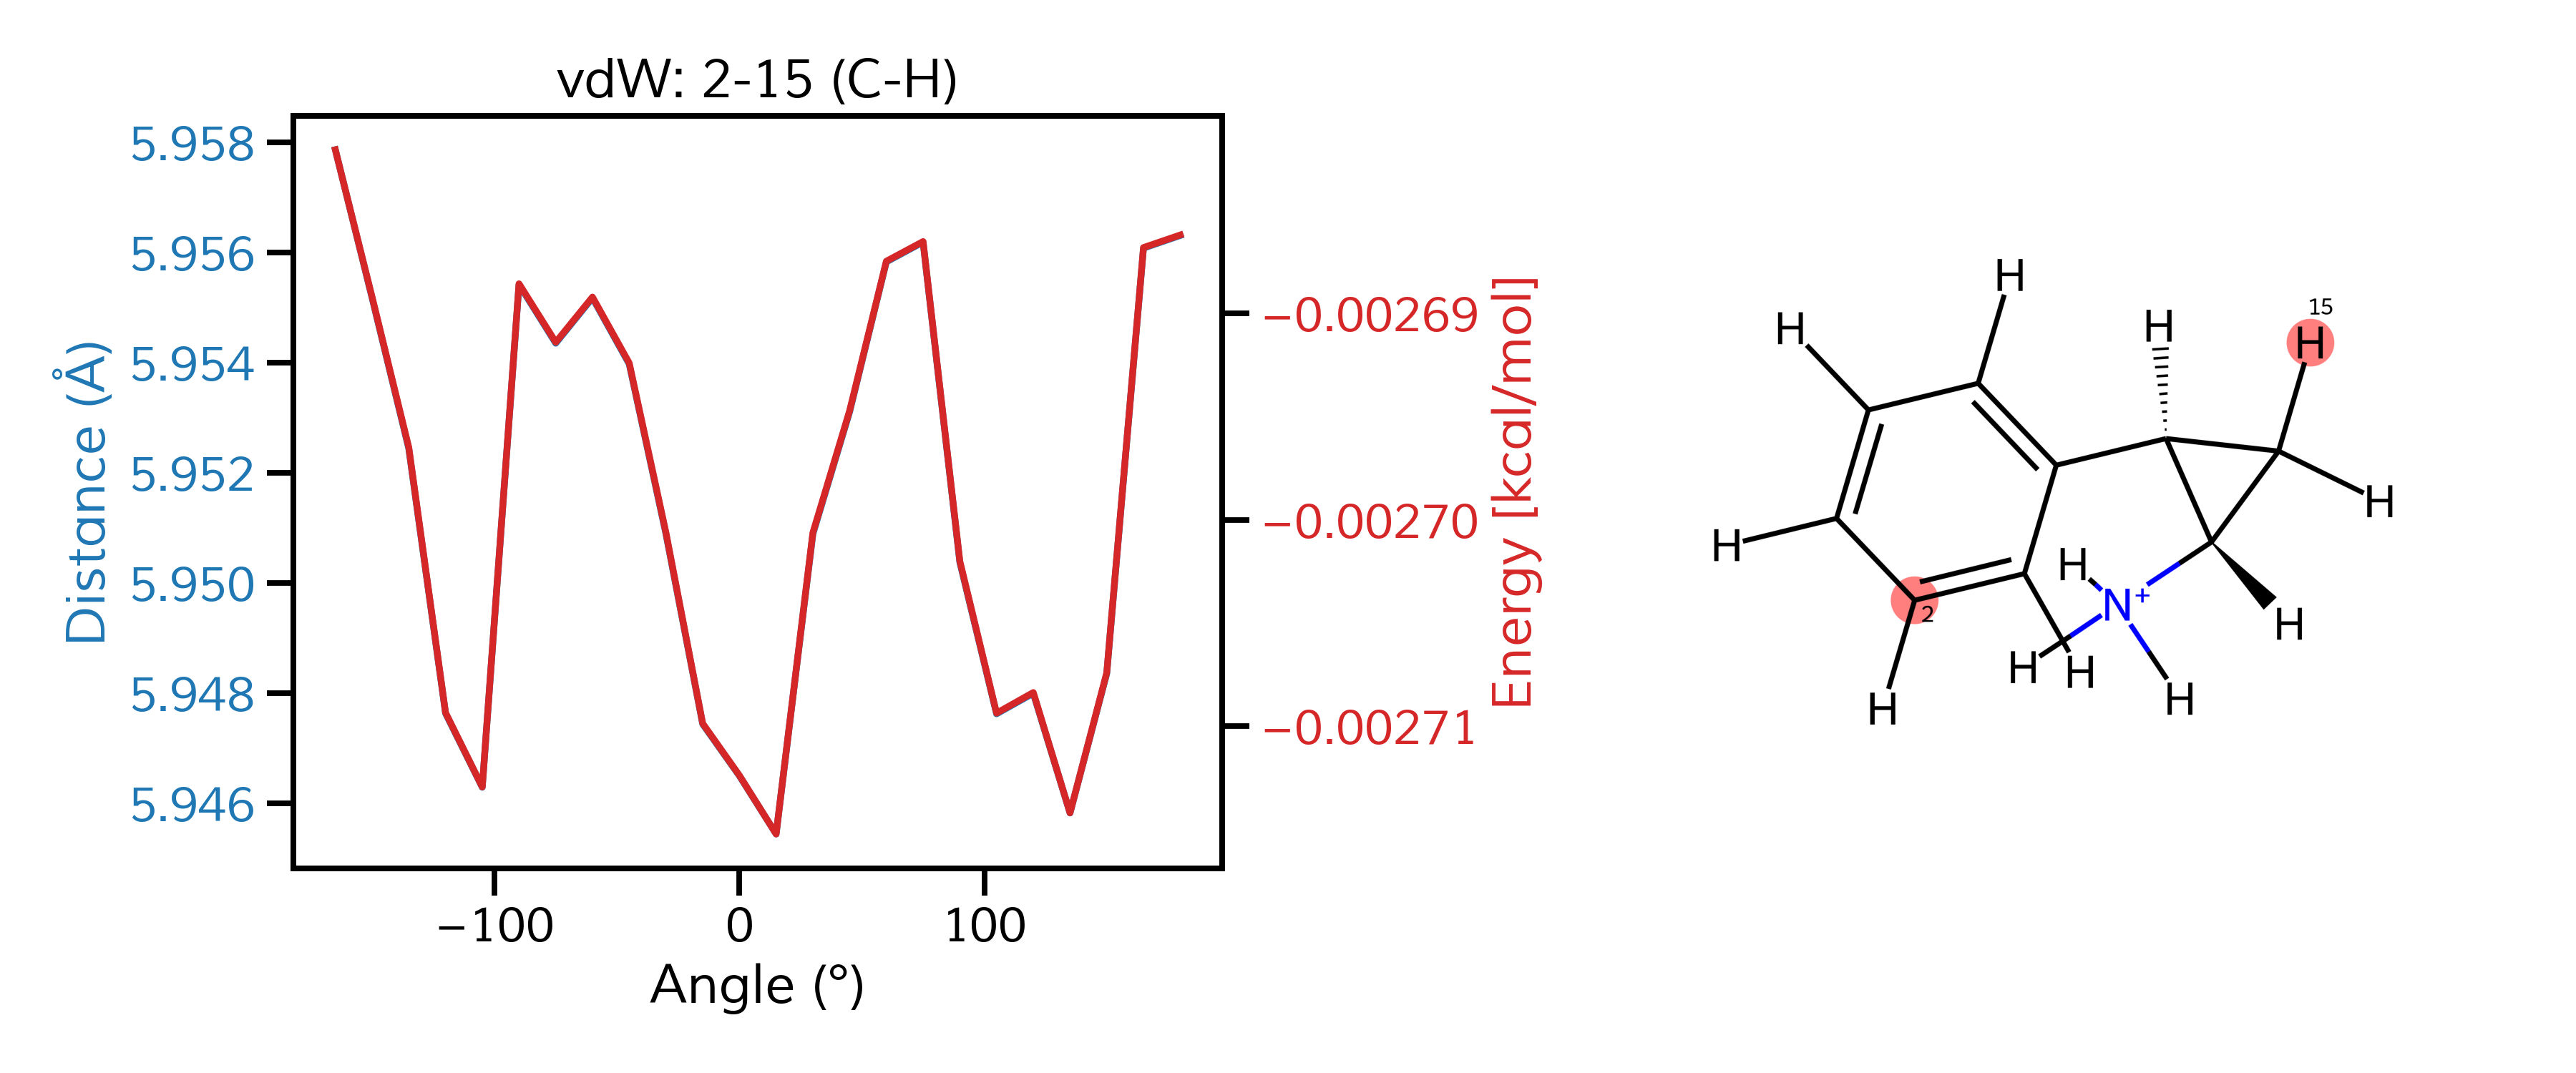 vdW: 2-15 (C-H)
Distance (Å)
5.958
5.956
5.954
5.952
5.950
5.948
5.946
−0.00269
−0.00270
−0.00271
Energy [kcal/mol]
−100
0
100
Angle (°)
H
H
H
15
H
H
H
H
H
N+
2
H
H
H
H
H